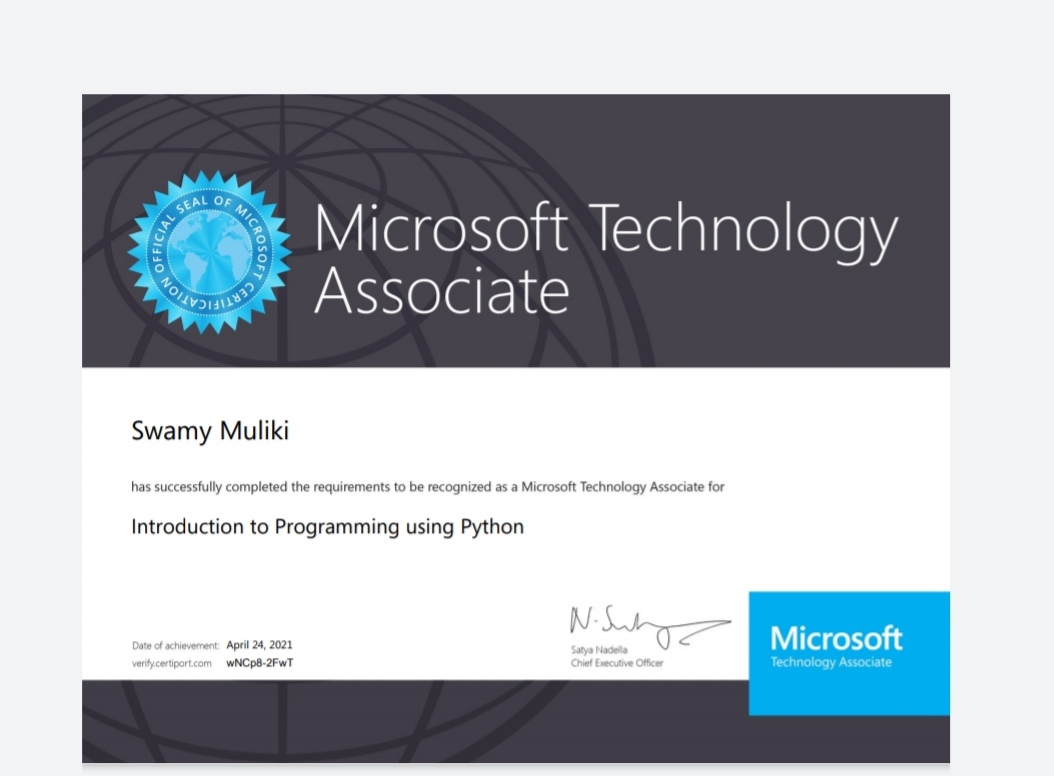 OFFICIAL SEAL OF MICROSOFT CERTIFICATION
Microsoft Technology
Associate
Swamy Muliki
has successfully completed the requirements to be recognized as a Microsoft Technology Associate for
Introduction to Programming using Python
Date of achievement: April 24, 2021
verify.certiport.com wNCp8-2FwT
N. Satya
Satya Nadella
Chief Executive Officer
Microsoft
Technology Associate